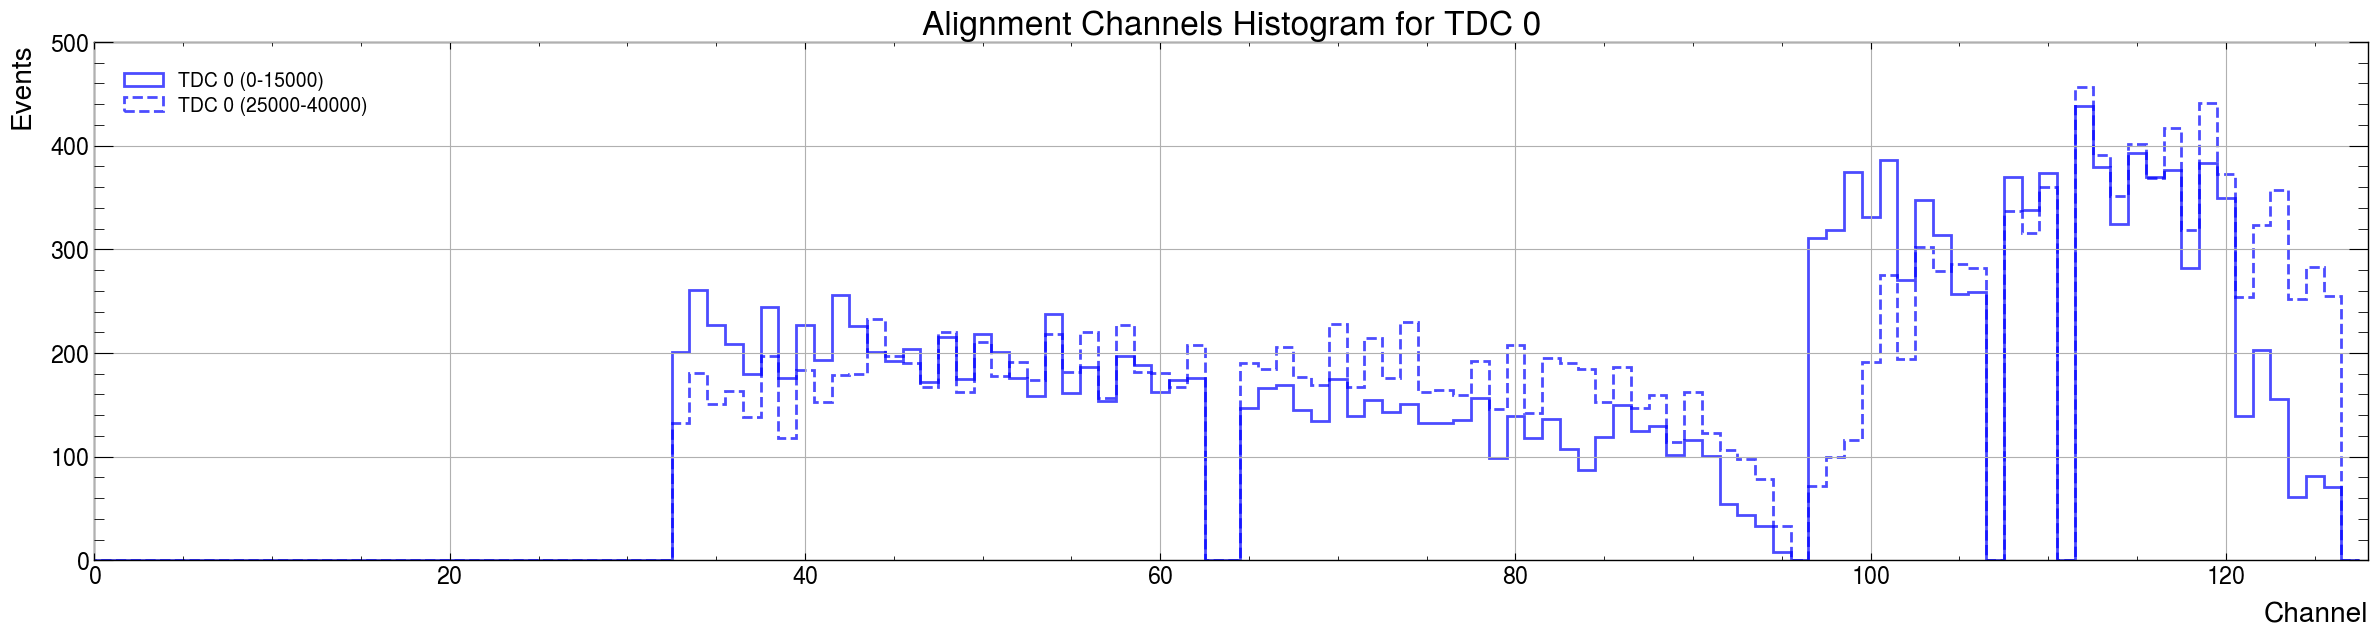 Alignment Channels Histogram for TDC 0
Events
500
400
300
200
100
0
TDC 0 (0-15000)
TDC 0 (25000-40000)
0 20 40 60 80 100 120
Channel